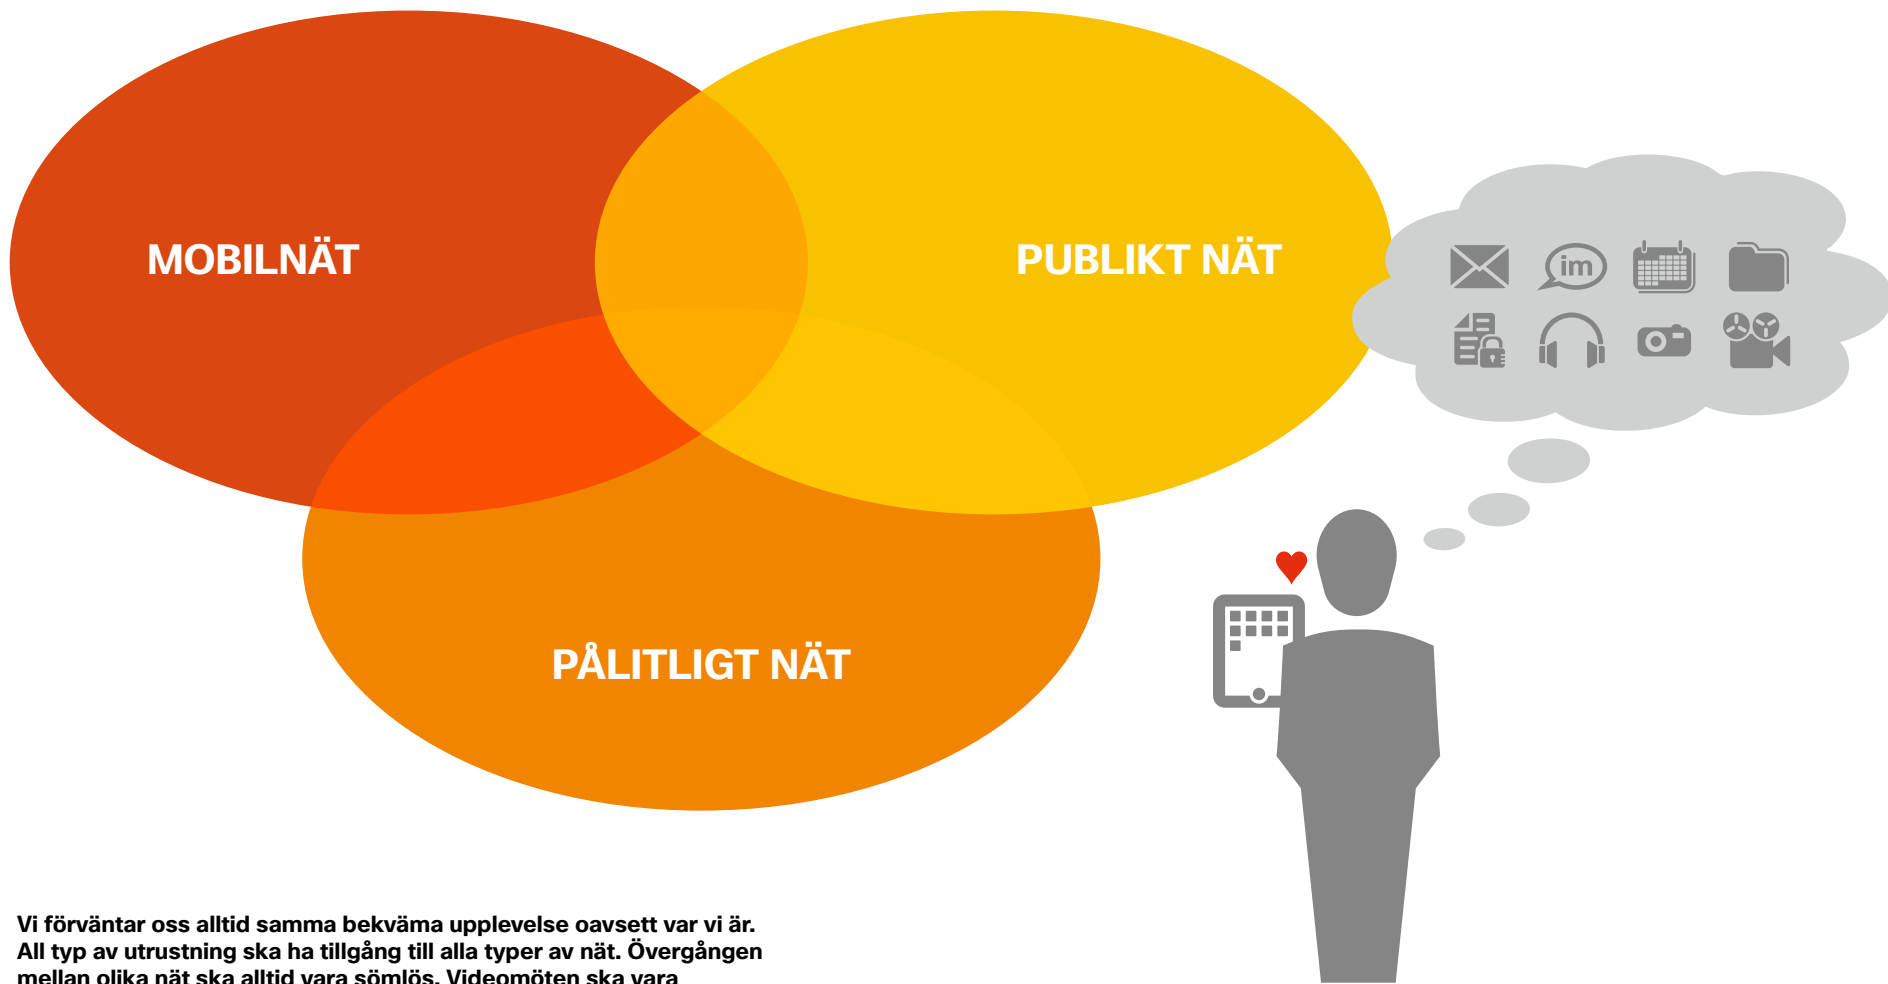 MOBILNÄT
PUBLIKT NÄT
im
PÅLITLIGT NÄT
Vi förväntar oss alltid samma bekväma upplevelse oavsett var vi är.
All typ av utrustning ska ha tillgång till alla typer av nät. Övergången
mellan olika nät ska alltid vara sömlös. Videomöten ska vara